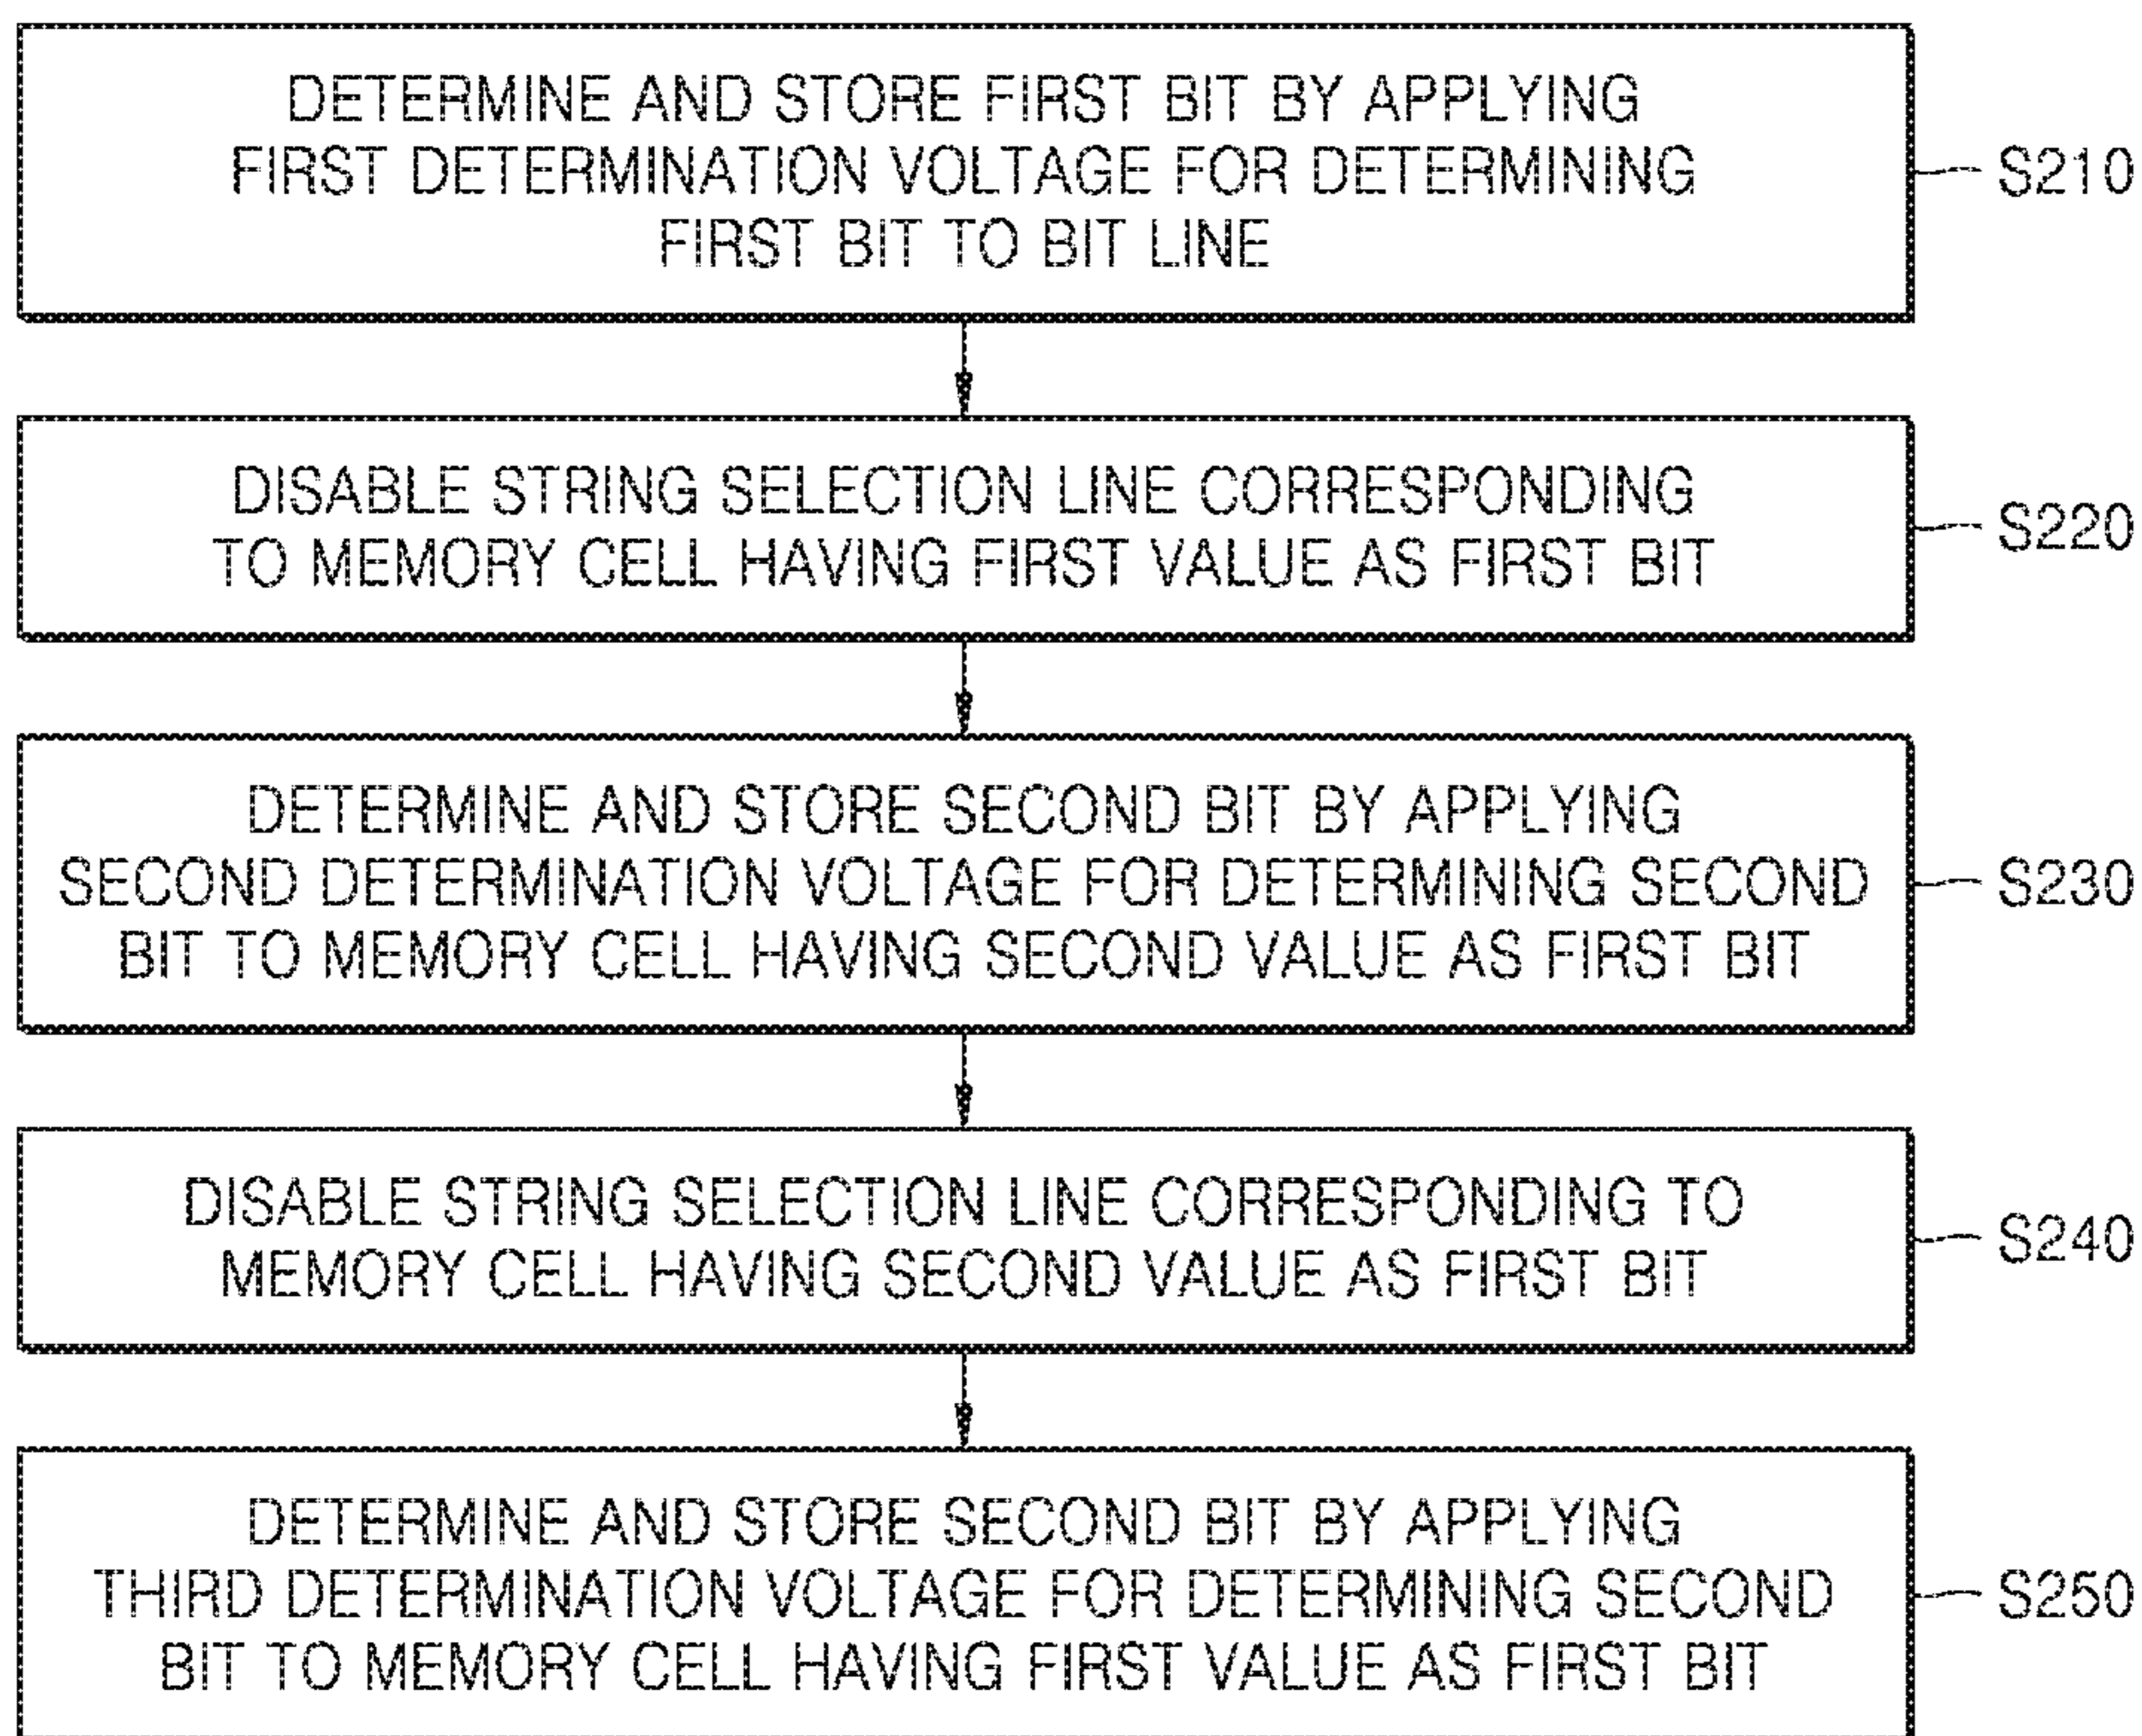 DETERMINE AND STORE FIRST BIT BY APPLYING
FIRST DETERMINATION VOLTAGE FOR DETERMINING
FIRST BIT TO BIT LINE
S210
DISABLE STRING SELECTION LINE CORRESPONDING
TO MEMORY CELL HAVING FIRST VALUE AS FIRST BIT
S220
DETERMINE AND STORE SECOND BIT BY APPLYING
SECOND DETERMINATION VOLTAGE FOR DETERMINING SECOND
BIT TO MEMORY CELL HAVING SECOND VALUE AS FIRST BIT
S230
DISABLE STRING SELECTION LINE CORRESPONDING TO
MEMORY CELL HAVING SECOND VALUE AS FIRST BIT
S240
DETERMINE AND STORE SECOND BIT BY APPLYING
THIRD DETERMINATION VOLTAGE FOR DETERMINING SECOND
BIT TO MEMORY CELL HAVING FIRST VALUE AS FIRST BIT
S250